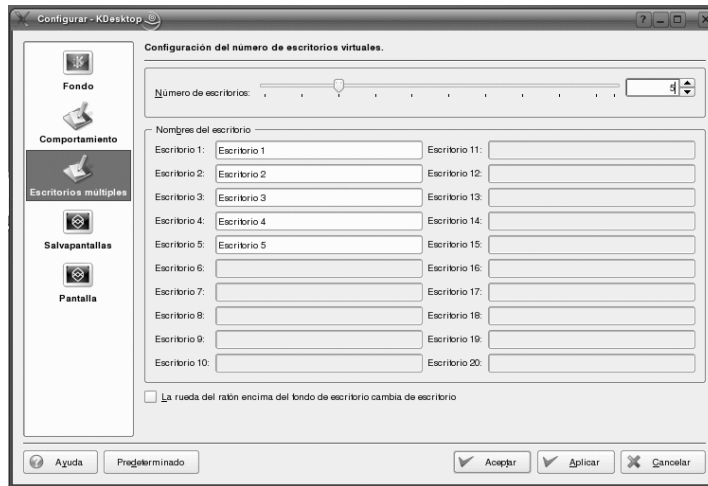 Configurar - KDesktop
Configuración del número de escritorios virtuales.
Fondo
Comportamiento
Escritorios múltiples
Salvapantallas
Pantalla
Número de escritorios: 5
Nombres del escritorio
Escritorio 1: Escritorio 1 Escritorio 11:
Escritorio 2: Escritorio 2 Escritorio 12:
Escritorio 3: Escritorio 3 Escritorio 13:
Escritorio 4: Escritorio 4 Escritorio 14:
Escritorio 5: Escritorio 5 Escritorio 15:
Escritorio 6: Escritorio 16:
Escritorio 7: Escritorio 17:
Escritorio 8: Escritorio 18:
Escritorio 9: Escritorio 19:
Escritorio 10: Escritorio 20:
La rueda del ratón encima del fondo de escritorio cambia de escritorio
Ayuda Predeterminado Aceptar Aplicar Cancelar